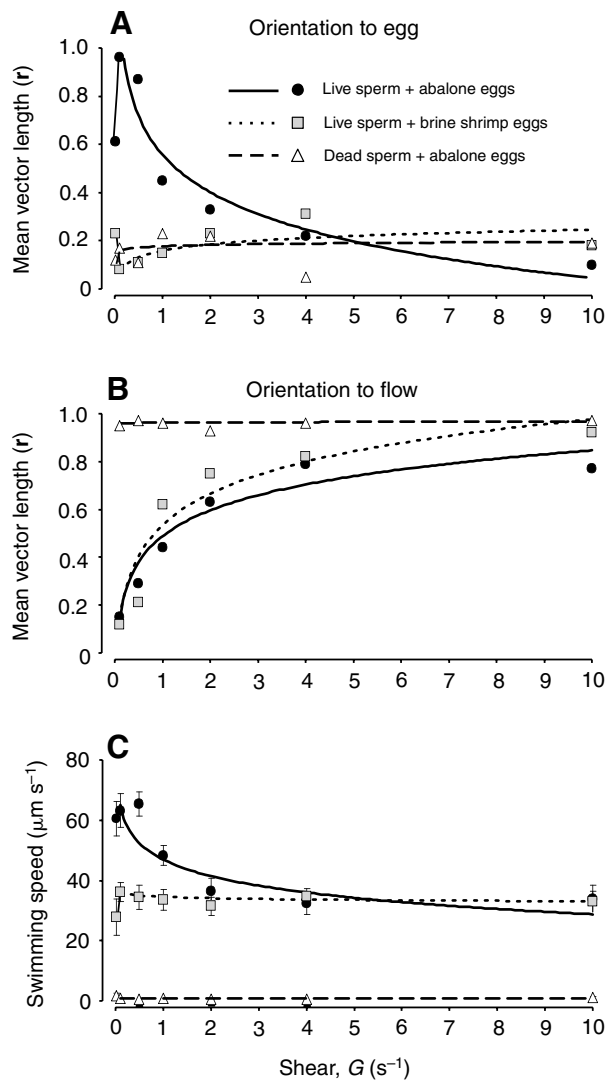 A
Orientation to egg
Mean vector length (r)
1.0
0.8
0.6
0.4
0.2
0
Live sperm + abalone eggs
Live sperm + brine shrimp eggs
Dead sperm + abalone eggs
0 1 2 3 4 5 6 7 8 9 10
B
Orientation to flow
Mean vector length (r)
1.0
0.8
0.6
0.4
0.2
0
0 1 2 3 4 5 6 7 8 9 10
C
Swimming speed (μm s⁻¹)
80
60
40
20
0
0 1 2 3 4 5 6 7 8 9 10
Shear, G (s⁻¹)